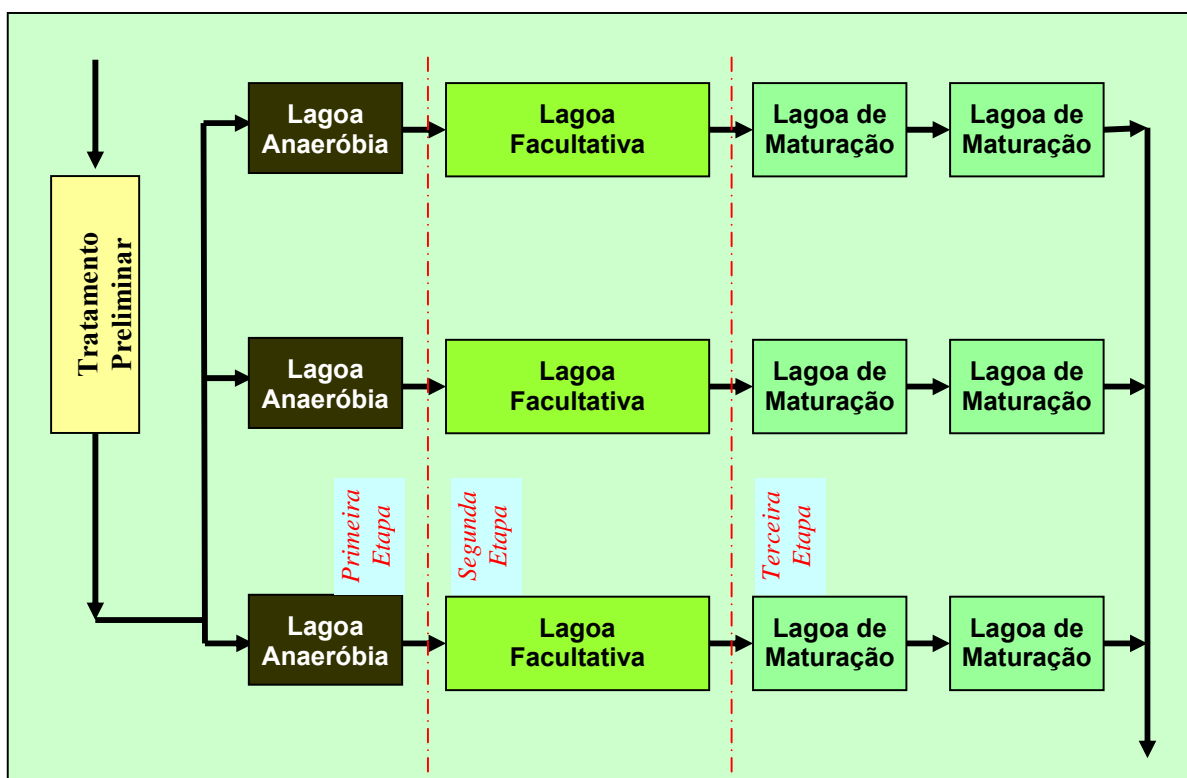 Tratamento
Preliminar
Lagoa
Anaeróbia
Lagoa
Facultativa
Lagoa de
Maturação
Lagoa de
Maturação
Lagoa
Anaeróbia
Lagoa
Facultativa
Lagoa de
Maturação
Lagoa de
Maturação
Primeira
Etapa
Segunda
Etapa
Terceira
Etapa
Lagoa
Anaeróbia
Lagoa
Facultativa
Lagoa de
Maturação
Lagoa de
Maturação